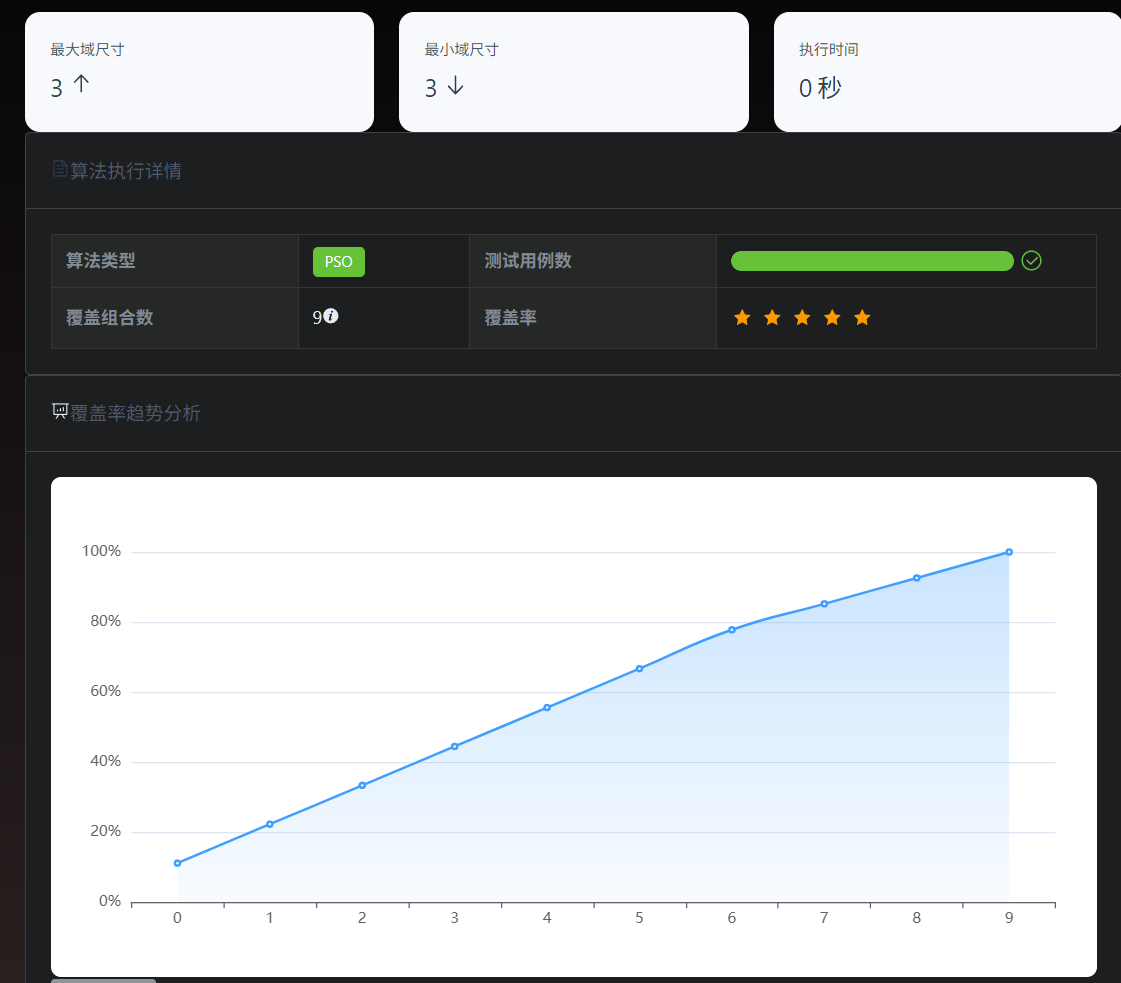 最大域尺寸
3 ↑
最小域尺寸
3 ↓
执行时间
0 秒
算法执行详情
算法类型 PSO 测试用例数
覆盖组合数 9 覆盖率
覆盖率趋势分析
100%
80%
60%
40%
20%
0%
0 1 2 3 4 5 6 7 8 9